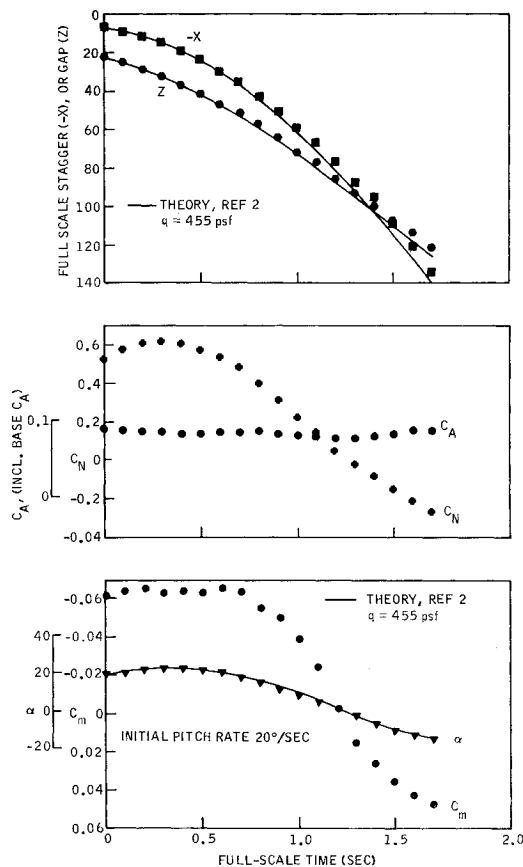 FULL SCALE STAGGER (-X), OR GAP (Z)
0
20
40
60
80
100
120
140
-X
Z
THEORY, REF 2
q = 455 psf
C_A, (INCL. BASE C_A)
0.1
0
0.6
0.4
0.2
C_N 0
-0.2
-0.04
C_A
C_N
-0.06
-0.04
-0.02
C_m 0
0.02
0.04
0.06
40
20
α 0
-20
THEORY, REF 2
q = 455 psf
INITIAL PITCH RATE 20°/SEC
α
C_m
0 0.5 1.0 1.5 2.0
FULL-SCALE TIME (SEC)